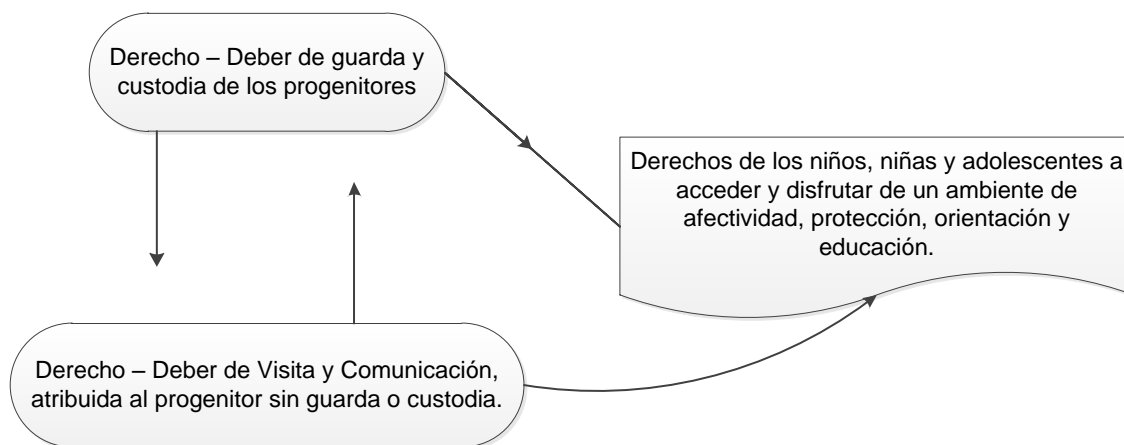 Derecho – Deber de guarda y
custodia de los progenitores
Derechos de los niños, niñas y adolescentes a
acceder y disfrutar de un ambiente de
afectividad, protección, orientación y
educación.
Derecho – Deber de Visita y Comunicación,
atribuida al progenitor sin guarda o custodia.